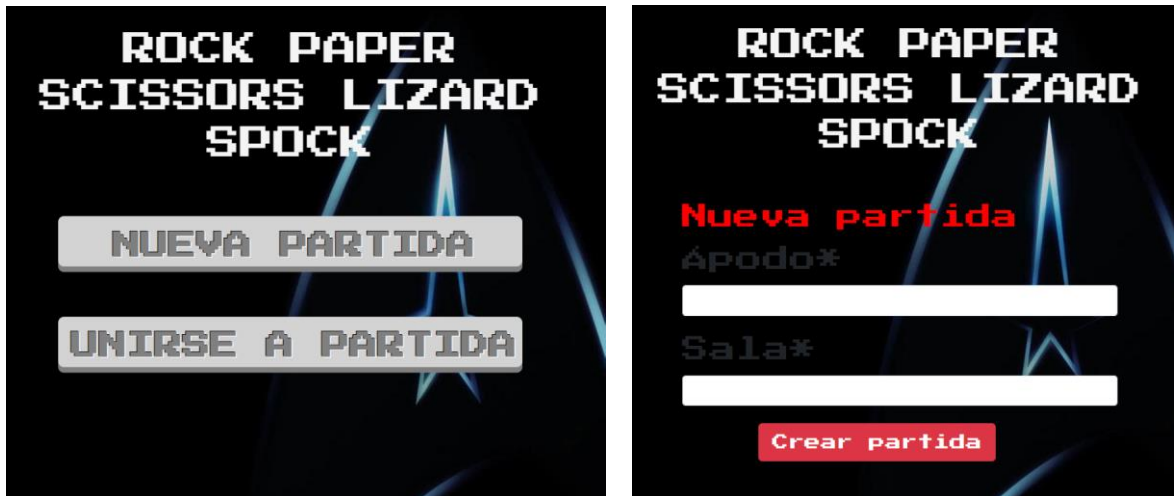 ROCK PAPER
SCISSORS LIZARD
SPOCK
NUEVA PARTIDA
UNIRSE A PARTIDA
ROCK PAPER
SCISSORS LIZARD
SPOCK
Nueva partida
Apodo*
Sala*
Crear partida